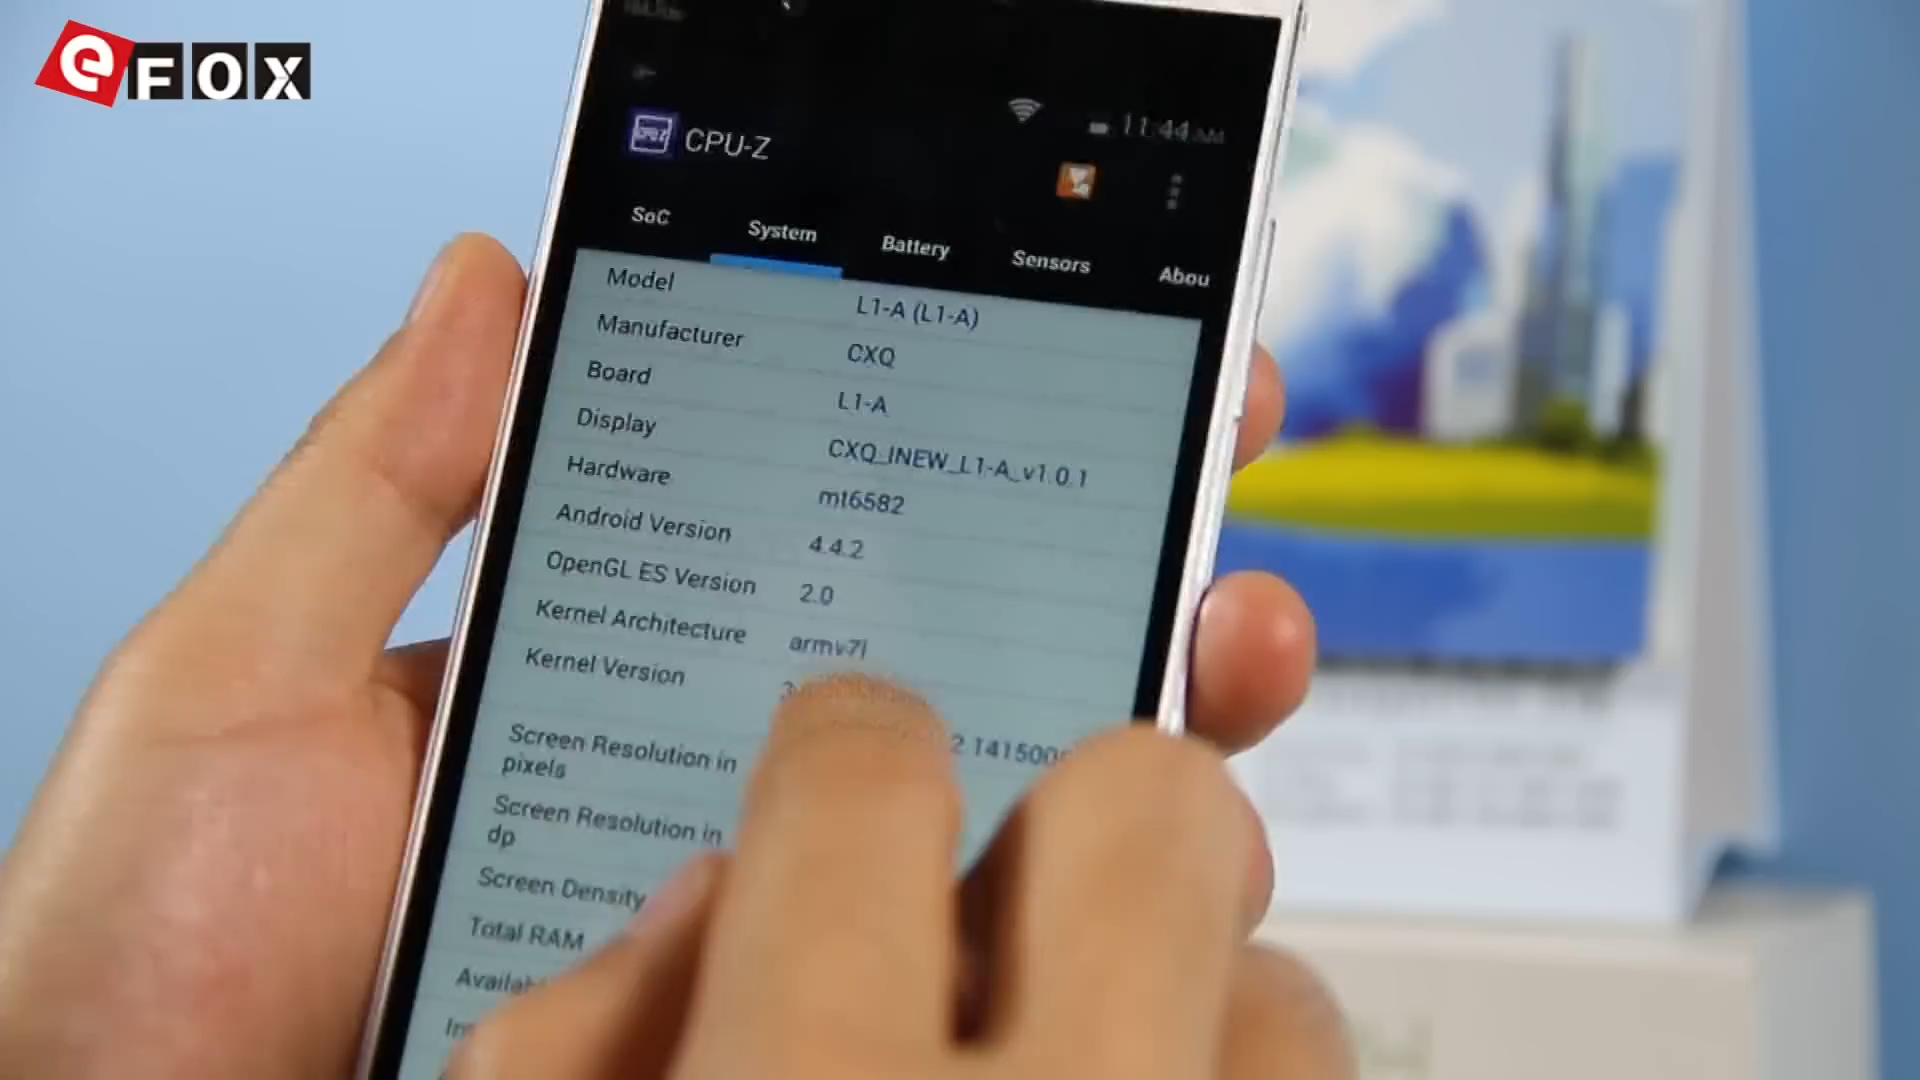 eFOX
11:44 AM
CPU-Z
SoC System Battery Sensors Abou
Model L1-A (L1-A)
Manufacturer CXQ
Board L1-A
Display CXQ_INEW_L1-A_v1.0.1
Hardware mt6582
Android Version 4.4.2
OpenGL ES Version 2.0
Kernel Architecture armv7l
Kernel Version
Screen Resolution in
pixels
Screen Resolution in
dp
Screen Density
Total RAM